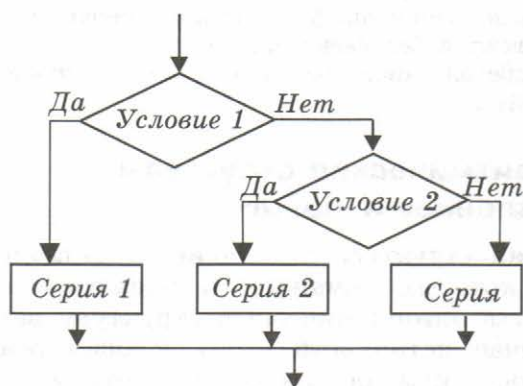 Да
Условие 1
Нет
Да
Условие 2
Нет
Серия 1
Серия 2
Серия